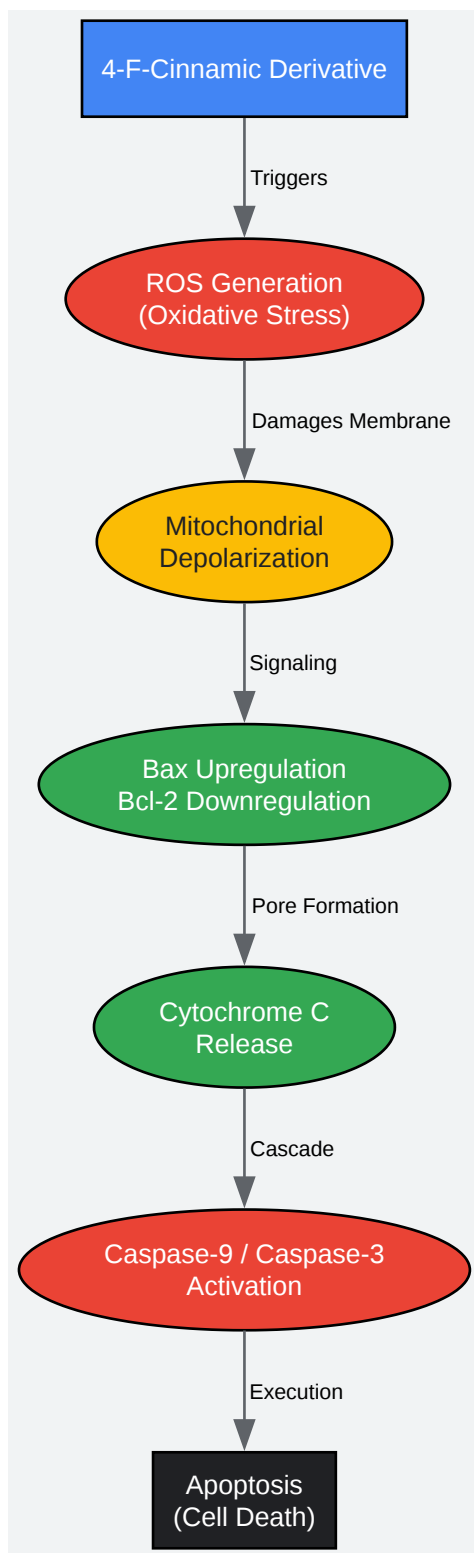 4-F-Cinnamic Derivative
Triggers
ROS Generation
(Oxidative Stress)
Damages Membrane
Mitochondrial
Depolarization
Signaling
Bax Upregulation
Bcl-2 Downregulation
Pore Formation
Cytochrome C
Release
Cascade
Caspase-9 / Caspase-3
Activation
Execution
Apoptosis
(Cell Death)